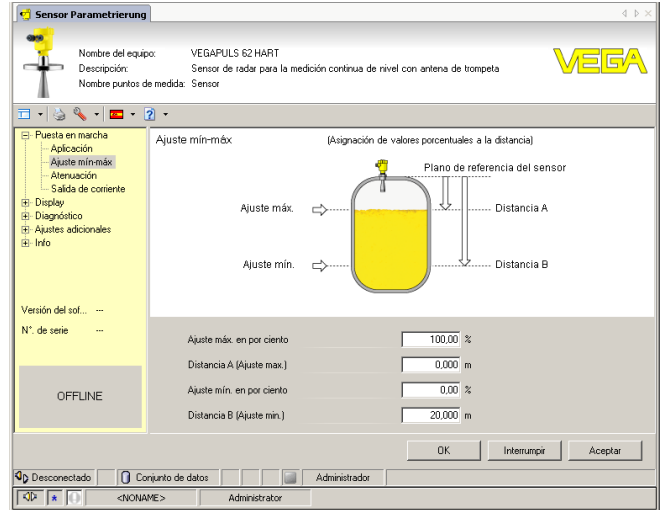 Sensor Parametrierung
Nombre del equipo: VEGAPULS 62 HART
Descripción: Sensor de radar para la medición continua de nivel con antena de trompeta
Nombre puntos de medida: Sensor
VEGA
Puesta en marcha
Aplicación
Ajuste mín-máx
Atenuación
Salida de corriente
Display
Diagnóstico
Ajustes adicionales
Info
Versión del sof... ---
N°. de serie ---
OFFLINE
Ajuste mín-máx (Asignación de valores porcentuales a la distancia)
Plano de referencia del sensor
Ajuste máx. Distancia A
Ajuste mín. Distancia B
Ajuste máx. en por ciento 100,00 %
Distancia A (Ajuste max.) 0,000 m
Ajuste mín. en por ciento 0,00 %
Distancia B (Ajuste min.) 20,000 m
OK Interrumpir Aceptar
Desconectado Conjunto de datos Administrador
<NONAME> Administrator